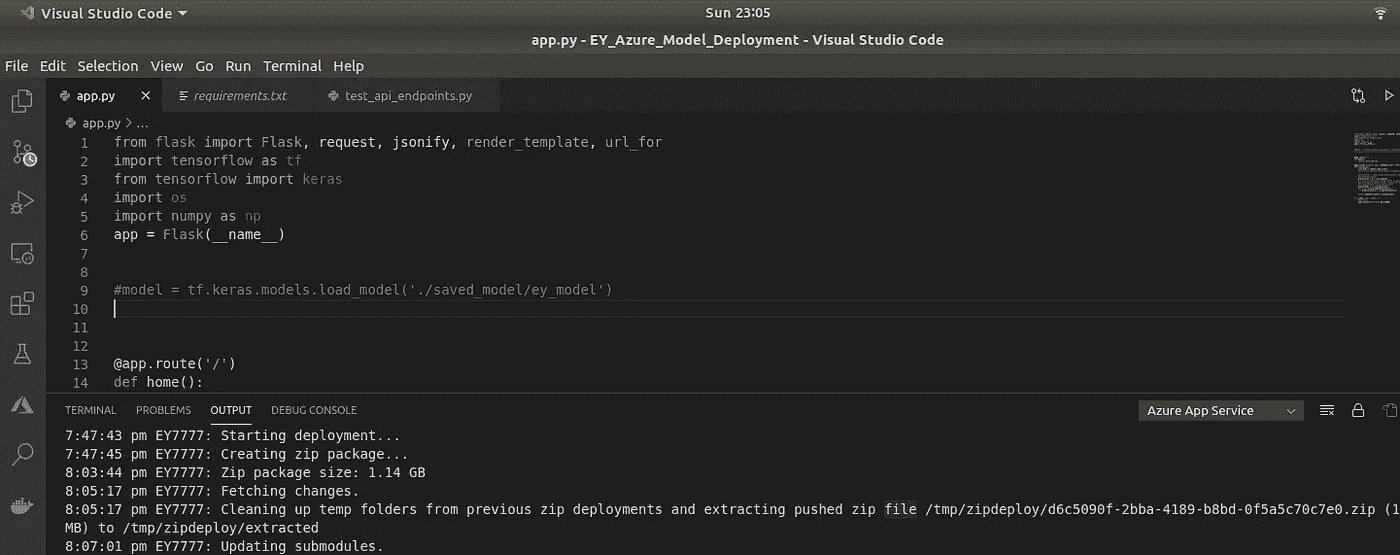 Visual Studio Code
Sun 23:05
app.py - EY_Azure_Model_Deployment - Visual Studio Code
File Edit Selection View Go Run Terminal Help
app.py requirements.txt test_api_endpoints.py
app.py > ...
1 from flask import Flask, request, jsonify, render_template, url_for
2 import tensorflow as tf
3 from tensorflow import keras
4 import os
5 import numpy as np
6 app = Flask(__name__)
7
8
9 #model = tf.keras.models.load_model('./saved_model/ey_model')
10
11
12
13 @app.route('/')
14 def home():
TERMINAL PROBLEMS OUTPUT DEBUG CONSOLE Azure App Service
7:47:43 pm EY7777: Starting deployment...
7:47:45 pm EY7777: Creating zip package...
8:03:44 pm EY7777: Zip package size: 1.14 GB
8:05:17 pm EY7777: Fetching changes.
8:05:17 pm EY7777: Cleaning up temp folders from previous zip deployments and extracting pushed zip file /tmp/zipdeploy/d6c5090f-2bba-4189-b8bd-0f5a5c70c7e0.zip (1
MB) to /tmp/zipdeploy/extracted
8:07:01 pm EY7777: Updating submodules.